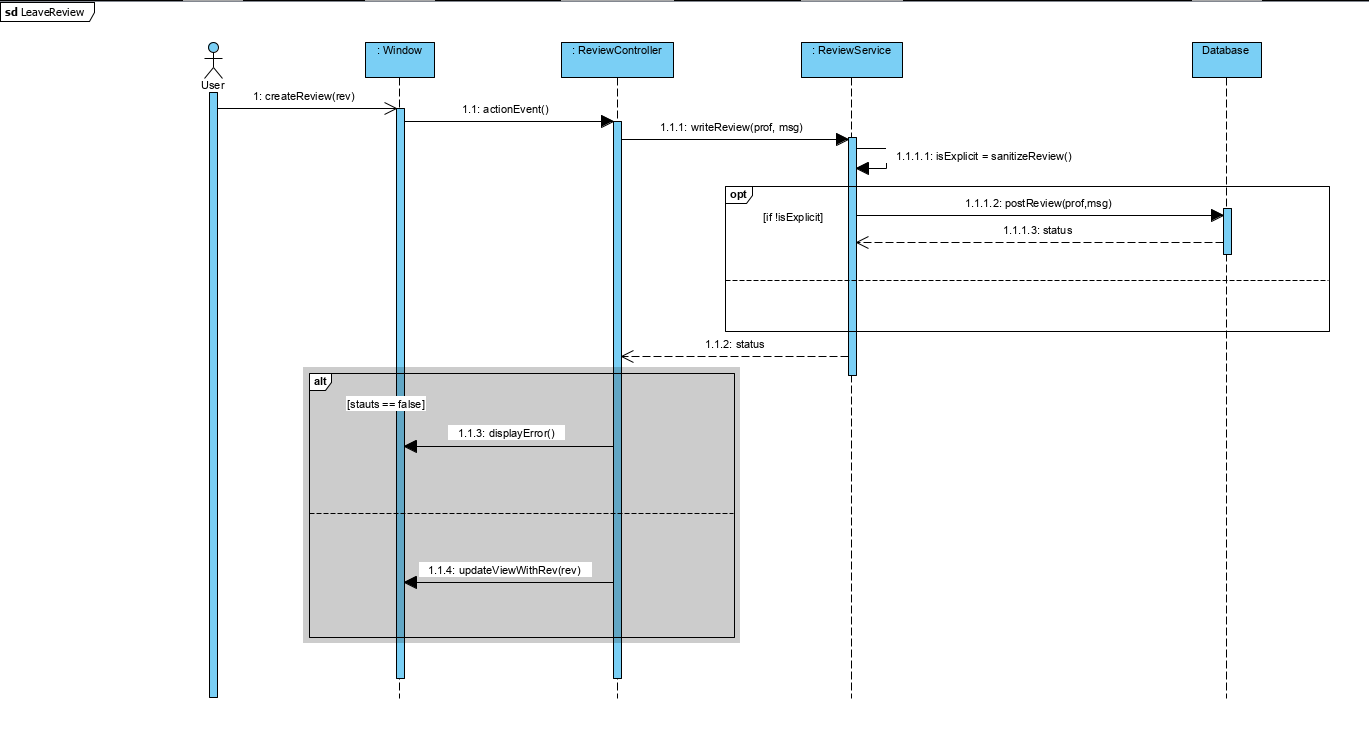 sd LeaveReview
: Window
: ReviewController
: ReviewService
Database
User
1: createReview(rev)
1.1: actionEvent()
1.1.1: writeReview(prof, msg)
1.1.1.1: isExplicit = sanitizeReview()
opt
[if !isExplicit]
1.1.1.2: postReview(prof,msg)
1.1.1.3: status
1.1.2: status
alt
[stauts == false]
1.1.3: displayError()
1.1.4: updateViewWithRev(rev)